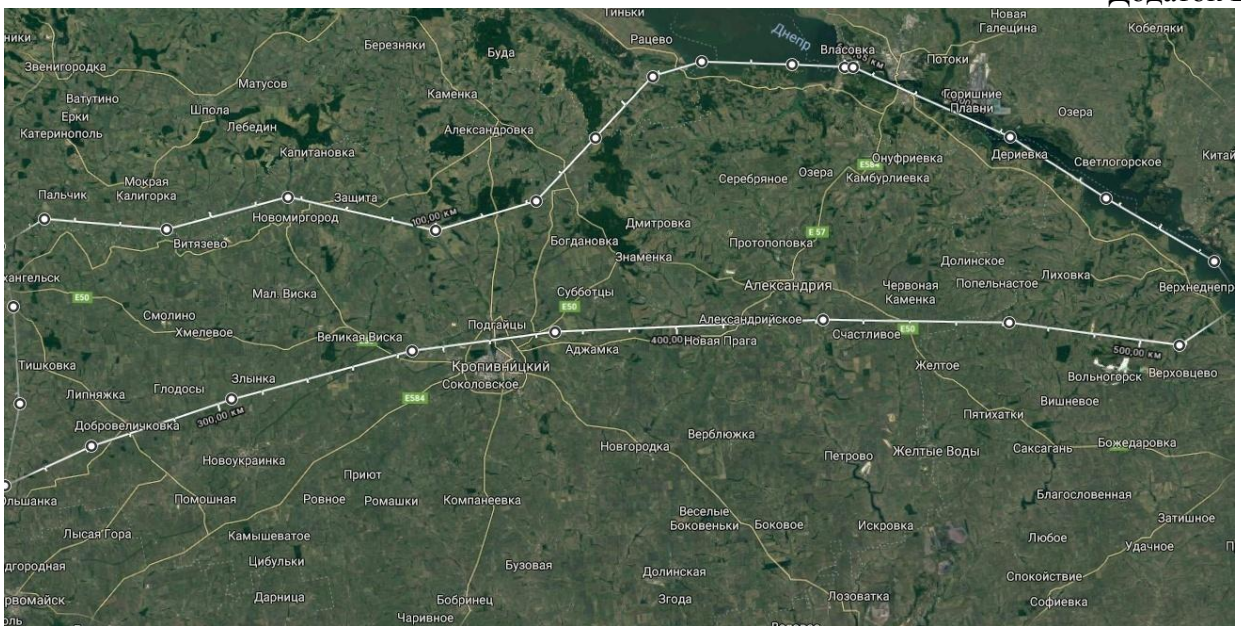 Додаток
Тиньки
Новая
Галещина
Кобеляки
Рацево
Днепр
Березняки
Буда
Власовка
Звенигородка
Потоки
Матусов
Ватутино
Каменка
Горишние
Плавни
Ерки
Шпола
Озера
Катеринополь
Лебедин
Александровка
Капитановка
Дериевка
Онуфриевка
Светлогорское
Китай
Мокрая
Калигорка
Серебряное
Озера
Камбурлиевка
Пальчик
Защита
100,00 км
Новомиргород
Дмитровка
E 57
Витязево
Богдановка
Протопоповка
Знаменка
Долинское
Лиховка
E50
Мал. Виска
Субботцы
E50
Александрия
Червоная
Каменка
Попельнастое
Верхнеднепр
Смолино
Хмелевое
Великая Виска
Подгайцы
Александрийское
Счастливое
E50
Аджамка
400,00
Новая Прага
500,00 км
Тишковка
Кропивницкий
Соколовское
Желтое
Вольногорск
Верховцево
Злынка
Глодосы
Липняжка
E584
Вишневое
300,00 км
Добровеличковка
Пятихатки
Верблюжка
Новгородка
Саксагань
Божедаровка
Новоукраинка
Петрово
Желтые Воды
Приют
Помошная
Ровное
Ромашки
Компанеевка
Благословенная
Веселые
Боковеньки
Боковое
Искровка
Затишное
Лысая Гора
Камышеватое
Любое
Удачное
Цибульки
Бузовая
Долинская
Спокойствие
Дарница
Бобринец
Згода
Лозоватка
Софиевка
Чаривное